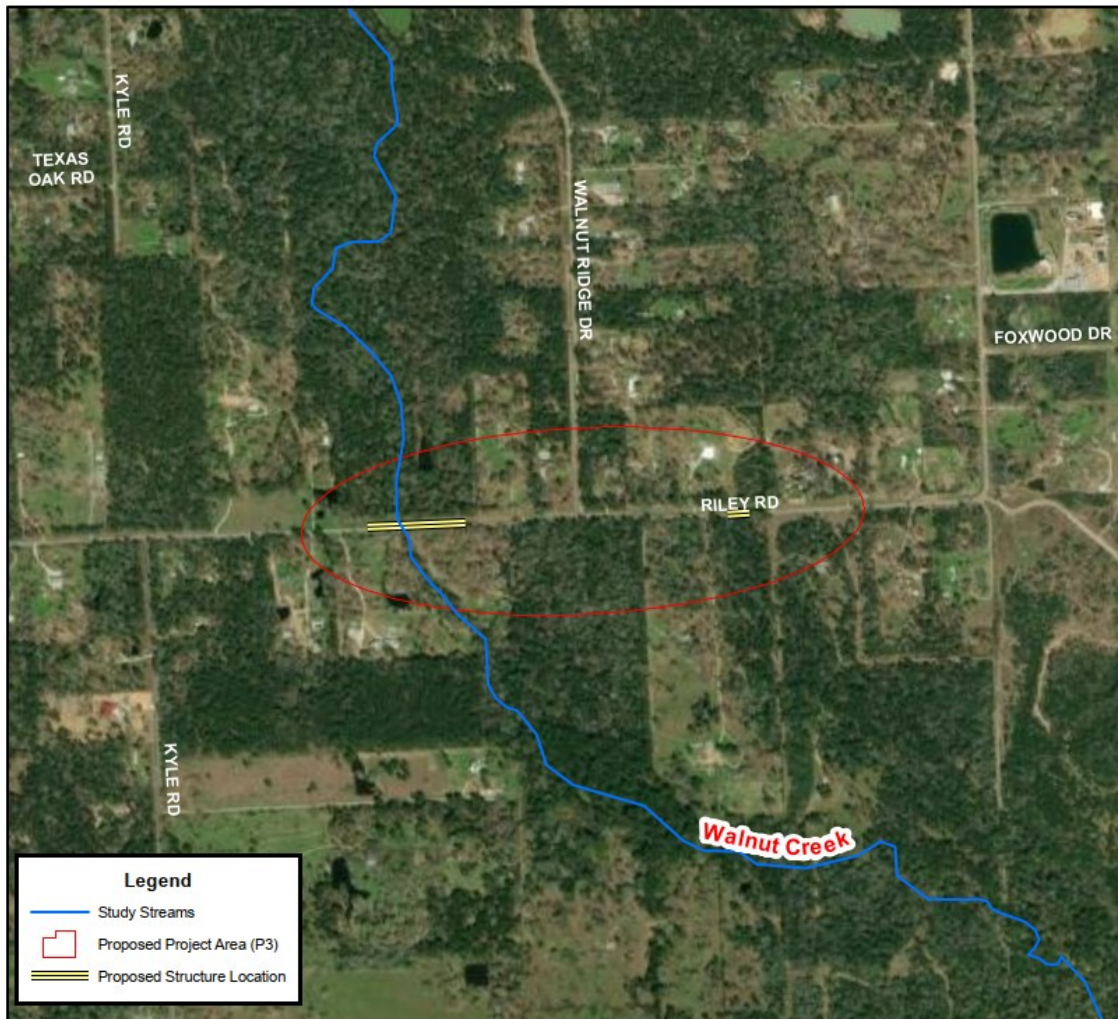 KYLE RD
TEXAS
OAK RD
WALNUT RIDGE DR
FOXWOOD DR
RILEY RD
KYLE RD
Walnut Creek
Legend
Study Streams
Proposed Project Area (P3)
Proposed Structure Location